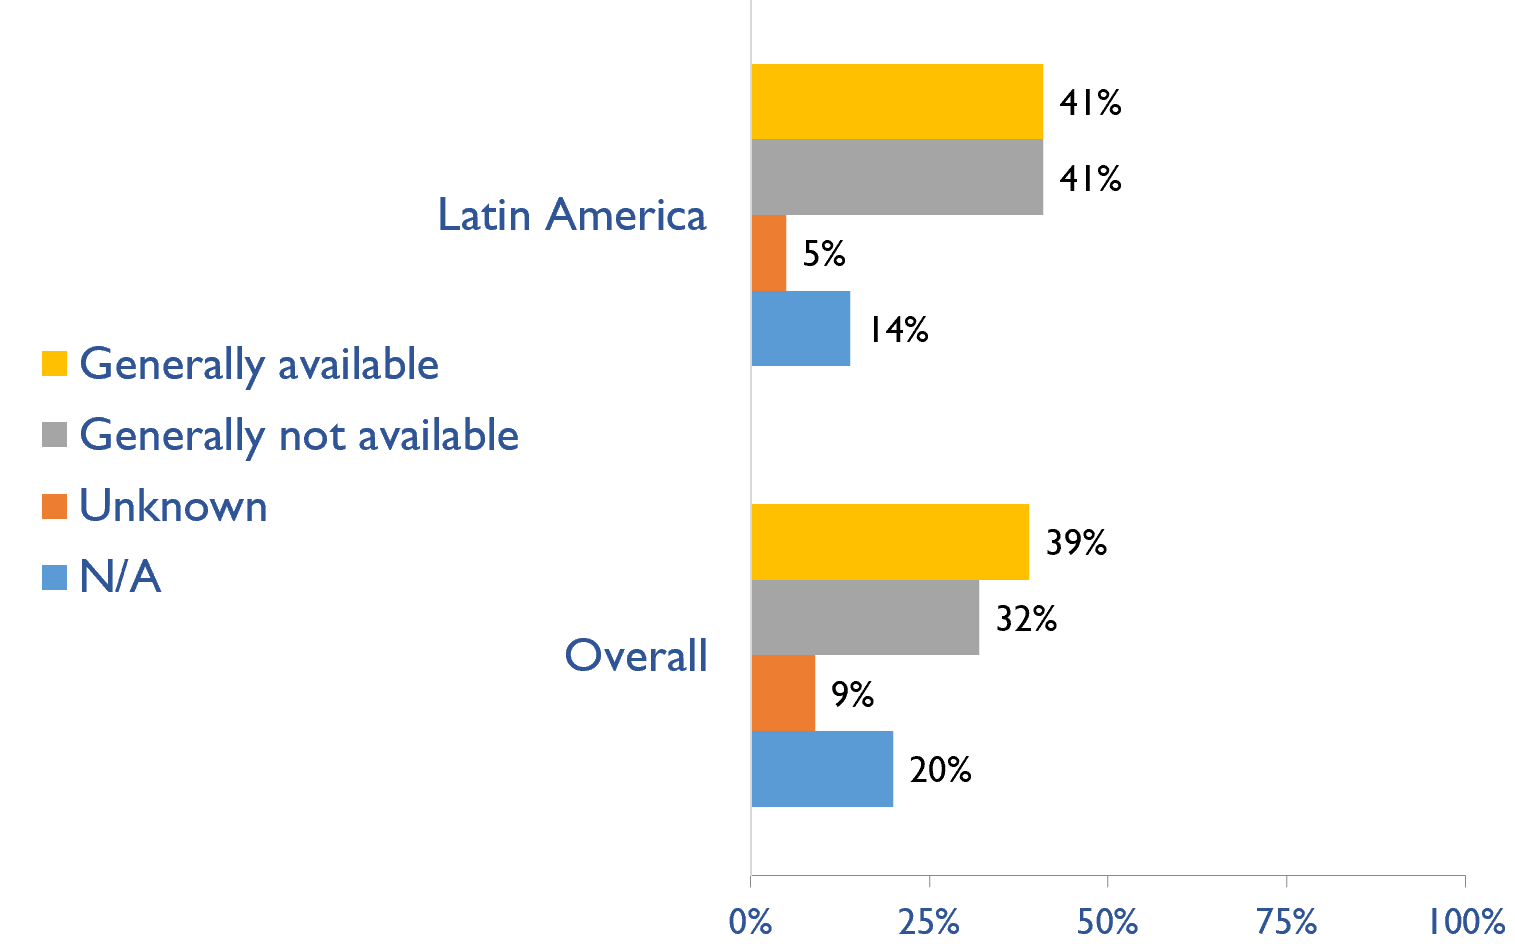 41%
41%
Latin America
5%
14%
Generally available
Generally not available
Unknown
N/A
39%
32%
Overall
9%
20%
0% 25% 50% 75% 100%